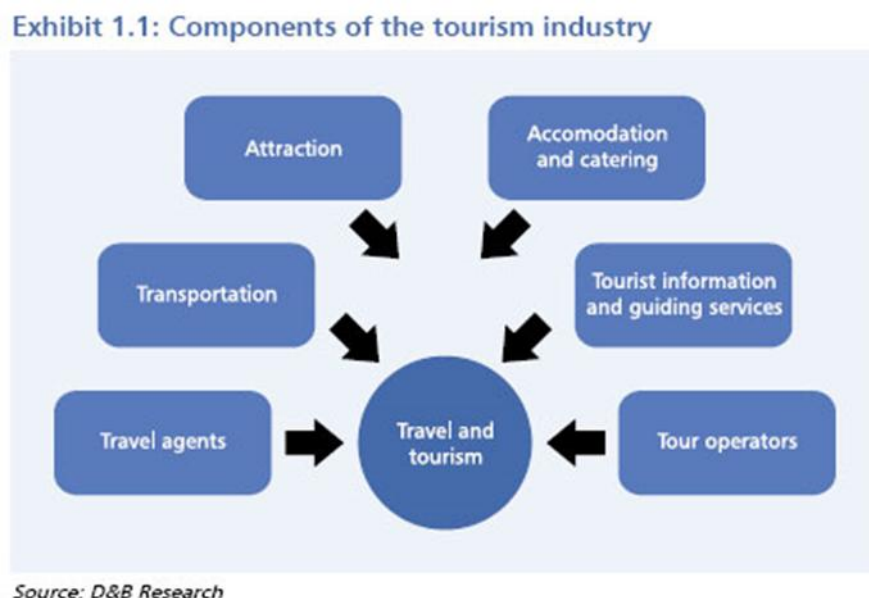 Exhibit 1.1: Components of the tourism industry
Attraction
Accomodation
and catering
Transportation
Tourist information
and guiding services
Travel agents
Travel and
tourism
Tour operators
Source: D&B Research